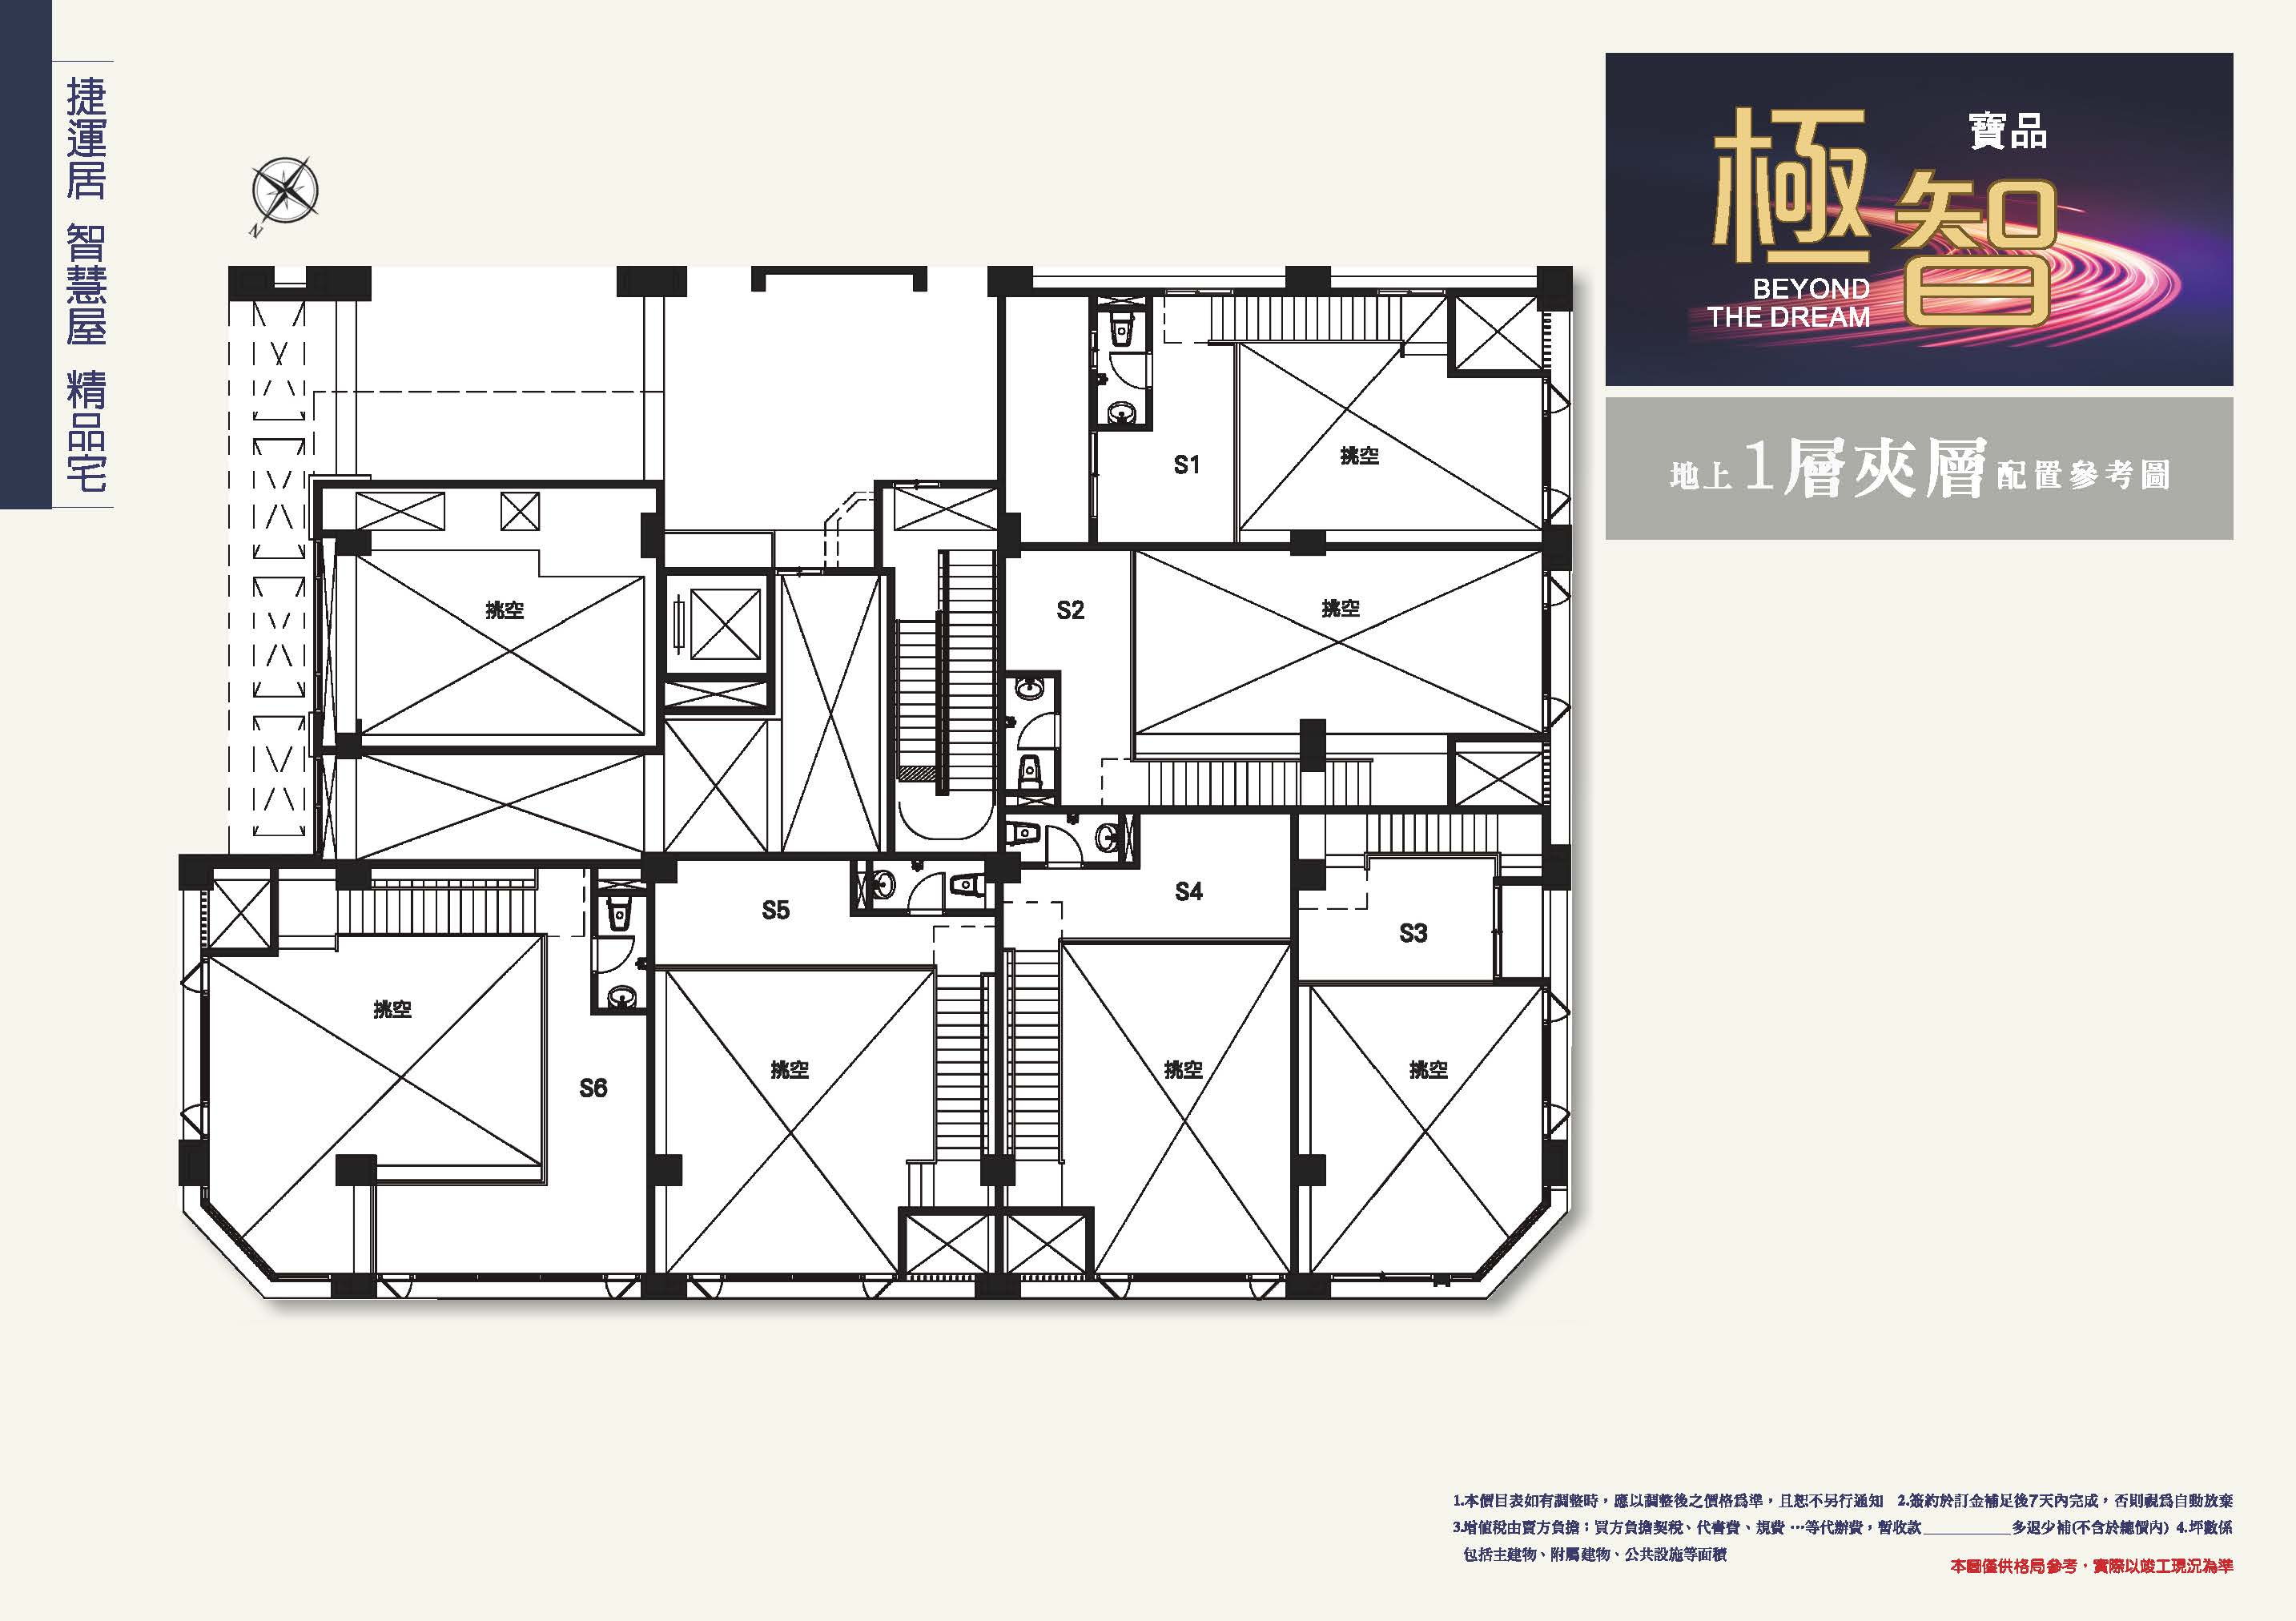 捷運居 智慧屋 精品宅
N
寶品
極智
BEYOND
THE DREAM
地上1層夾層配置參考圖
S1
挑空
挑空
S2
挑空
S5
S4
S3
挑空
S6
挑空
挑空
挑空
1.本價目表如有調整時，應以調整後之價格為準，且恕不另行通知 2.簽約於訂金補足後7天內完成，否則視為自動放棄
3.增值稅由賣方負擔；買方負擔契稅、代書費、規費…等代辦費，暫收款__________多退少補(不含於總價內) 4.坪數係
包括主建物、附屬建物、公共設施等面積
本圖僅供格局參考，實際以竣工現況為準